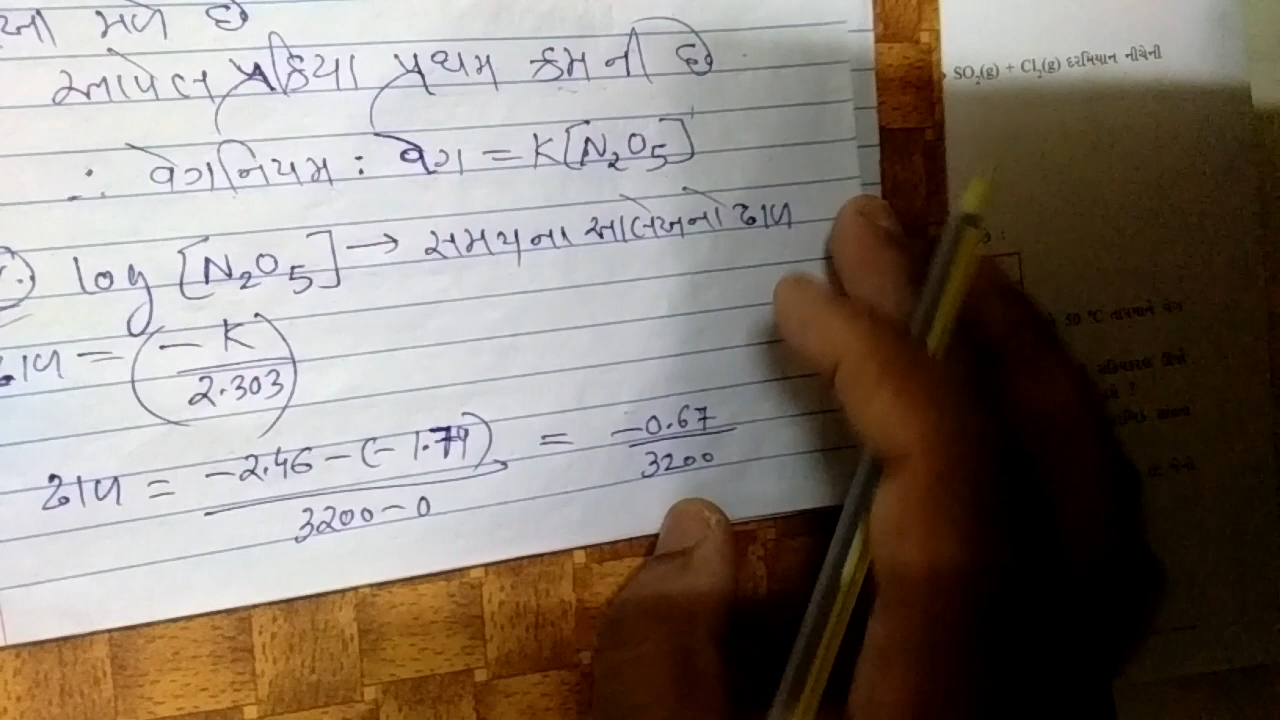 મળે છે
આપેલ પ્રક્રિયા પ્રથમ ક્રમની છે
∴ વેગનિયમ : વેગ = K[N₂O₅]
log [N₂O₅] → સમયના આલેખનો ઢાળ
ઢાળ = (-K / 2.303)
ઢાળ = -2.46 - (-1.79) / 3200 - 0 = -0.67 / 3200
SO₂(g) + Cl₂(g) દરમિયાન નીચેની
50 °C તાપમાને